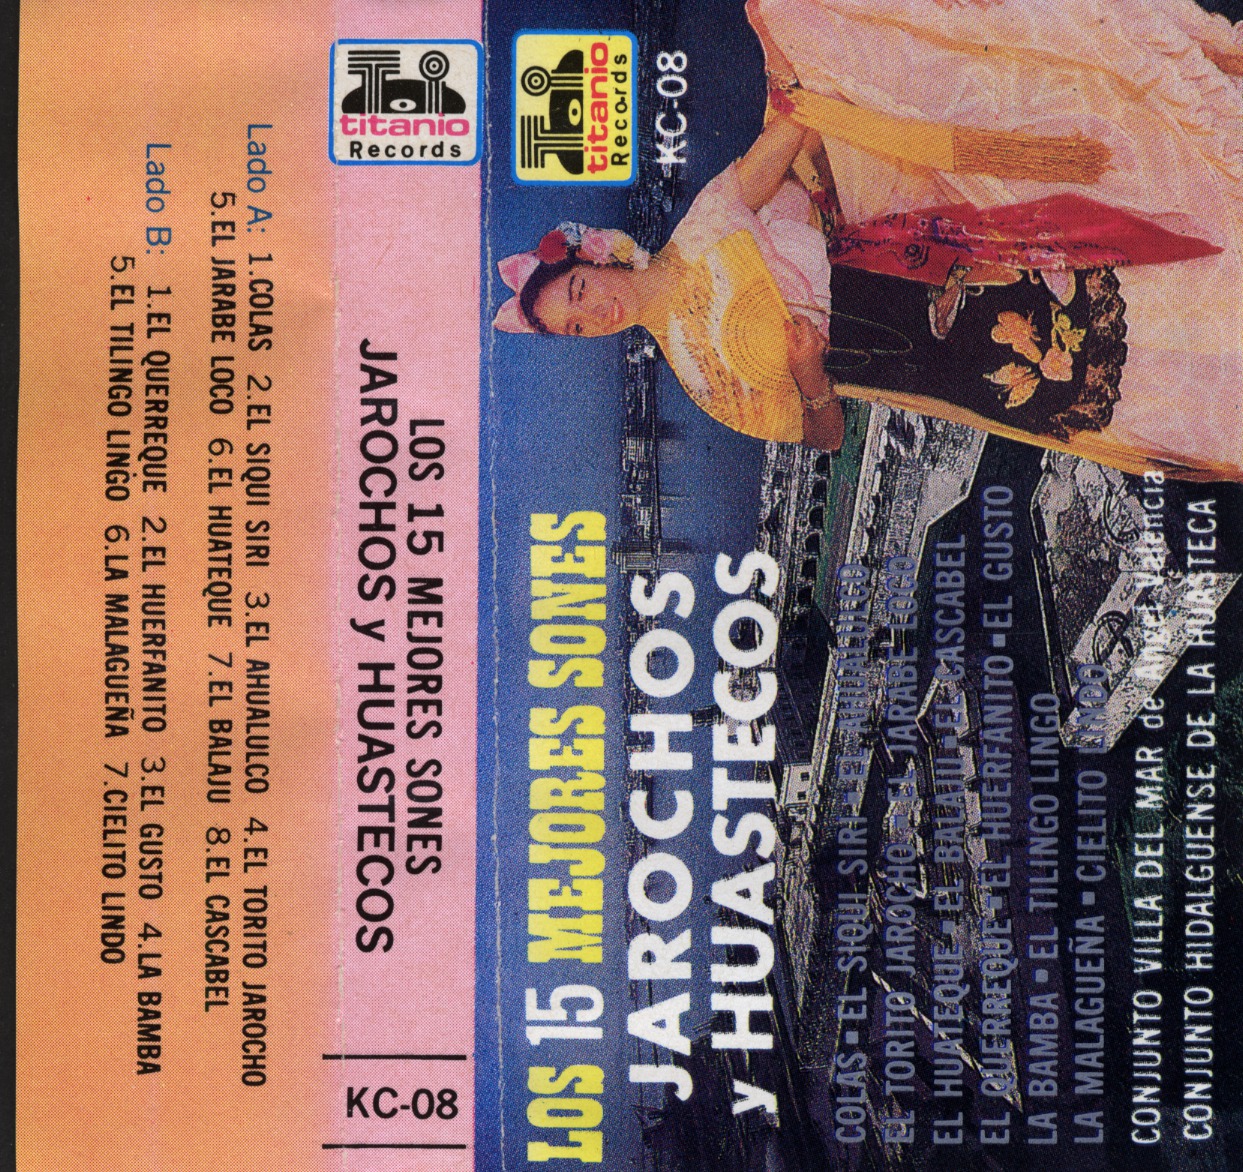 Lado A: 1.COLAS 2.EL SIQUI SIRI 3.EL AHUALULCO 4.EL TORITO JAROCHO
5.EL JARABE LOCO 6.EL HUATEQUE 7.EL BALAJU 8.EL CASCABEL
Lado B: 1.EL QUERREQUE 2.EL HUERFANITO 3.EL GUSTO 4.LA BAMBA
5.EL TILINGO LINGO 6.LA MALAGUEÑA 7.CIELITO LINDO
titanio
Records
LOS 15 MEJORES SONES
JAROCHOS y HUASTECOS
KC-08
titanio
Records
KC-08
LOS 15 MEJORES SONES
JAROCHOS
y HUASTECOS
COLAS ▪ EL SIQUI SIRI ▪ EL AHUALULCO
EL TORITO JAROCHO ▪ EL JARABE LOCO
EL HUATEQUE ▪ EL BALAJU ▪ EL CASCABEL
EL QUERREQUE ▪ EL HUERFANITO ▪ EL GUSTO
LA BAMBA ▪ EL TILINGO LINGO
LA MALAGUEÑA ▪ CIELITO LINDO
CONJUNTO VILLA DEL MAR de Angel Valencia
CONJUNTO HIDALGUENSE DE LA HUASTECA